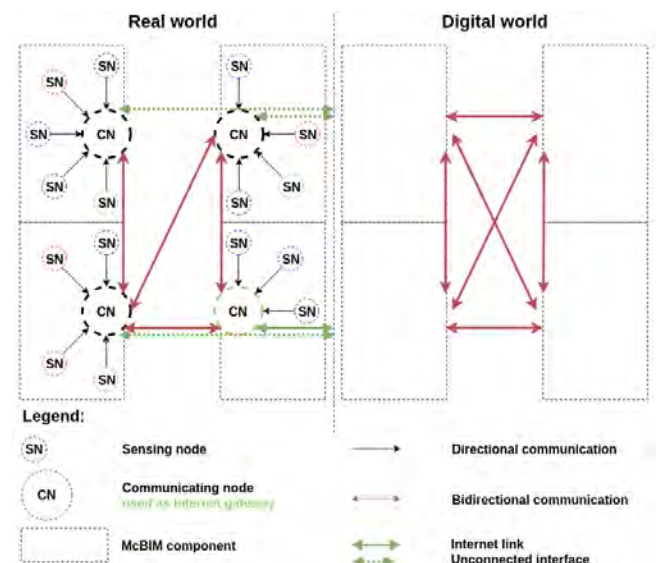 Real world
Digital world
SN
SN
SN
SN
CN
CN
SN
SN
SN
SN
SN
SN
SN
SN
SN
SN
SN
CN
CN
SN
SN
SN
SN
Legend:
SN
Sensing node
Directional communication
CN
Communicating node
used as internet gateway
Bidirectional communication
McBIM component
Internet link
Unconnected interface